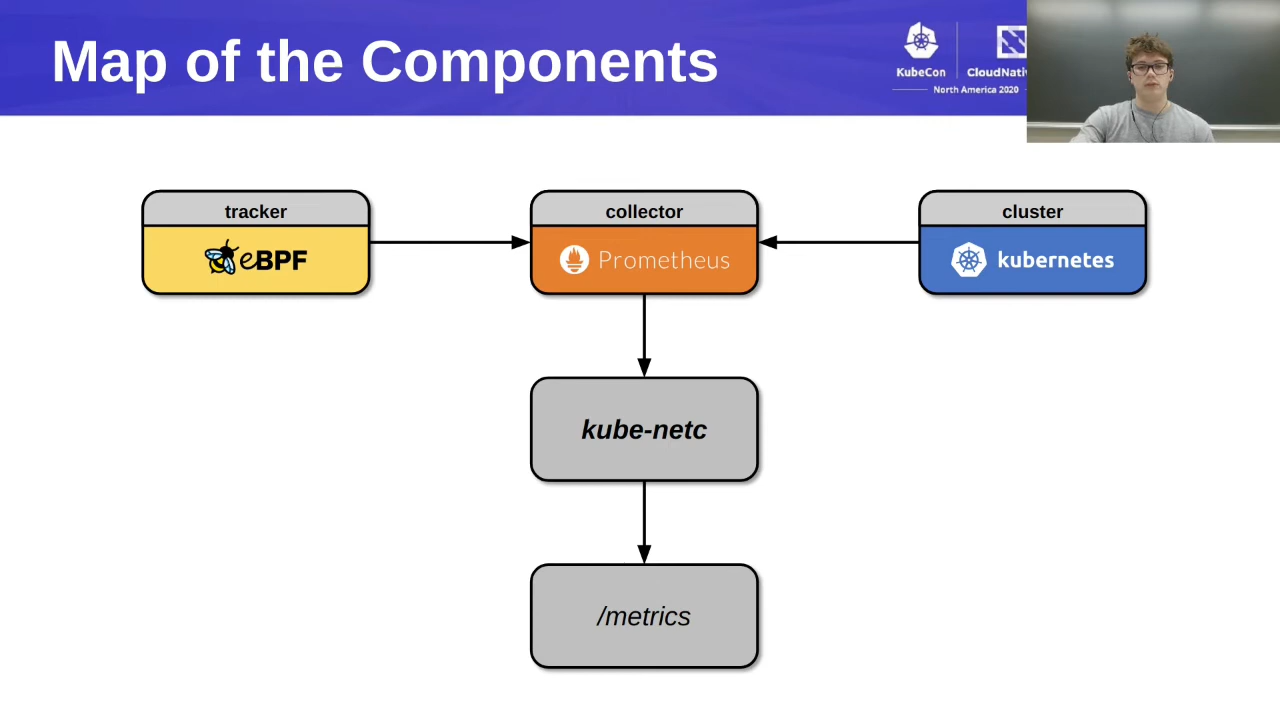 Map of the Components
KubeCon
CloudNati
North America 2020
tracker
eBPF
collector
Prometheus
cluster
kubernetes
kube-netc
/metrics